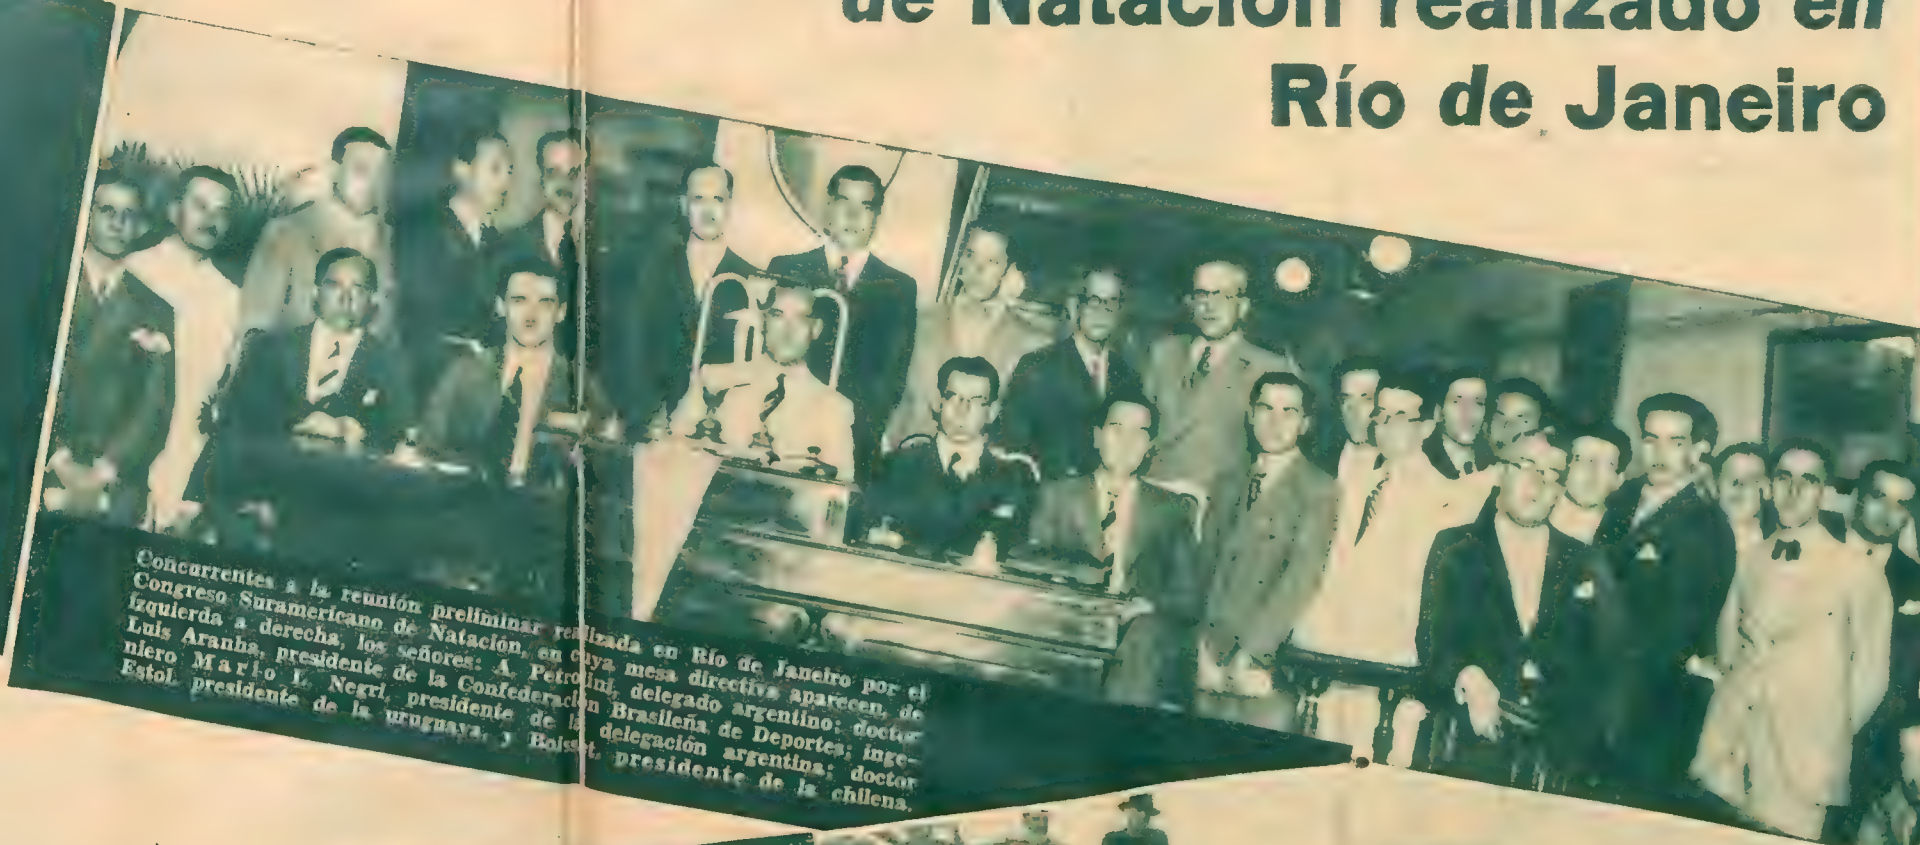 de Natación realizado en
Río de Janeiro
Concurrentes a la reunión preliminar realizada en Río de Janeiro por el
Congreso Suramericano de Natación, en cuya mesa directiva aparecen, de
izquierda a derecha, los señores: A. Petrolini, delegado argentino; doctor
Luis Aranha, presidente de la Confederación Brasileña de Deportes; inge-
niero Mario L. Negri, presidente de la delegación argentina; doctor
Estol, presidente de la uruguaya, y Boisset, presidente de la chilena.